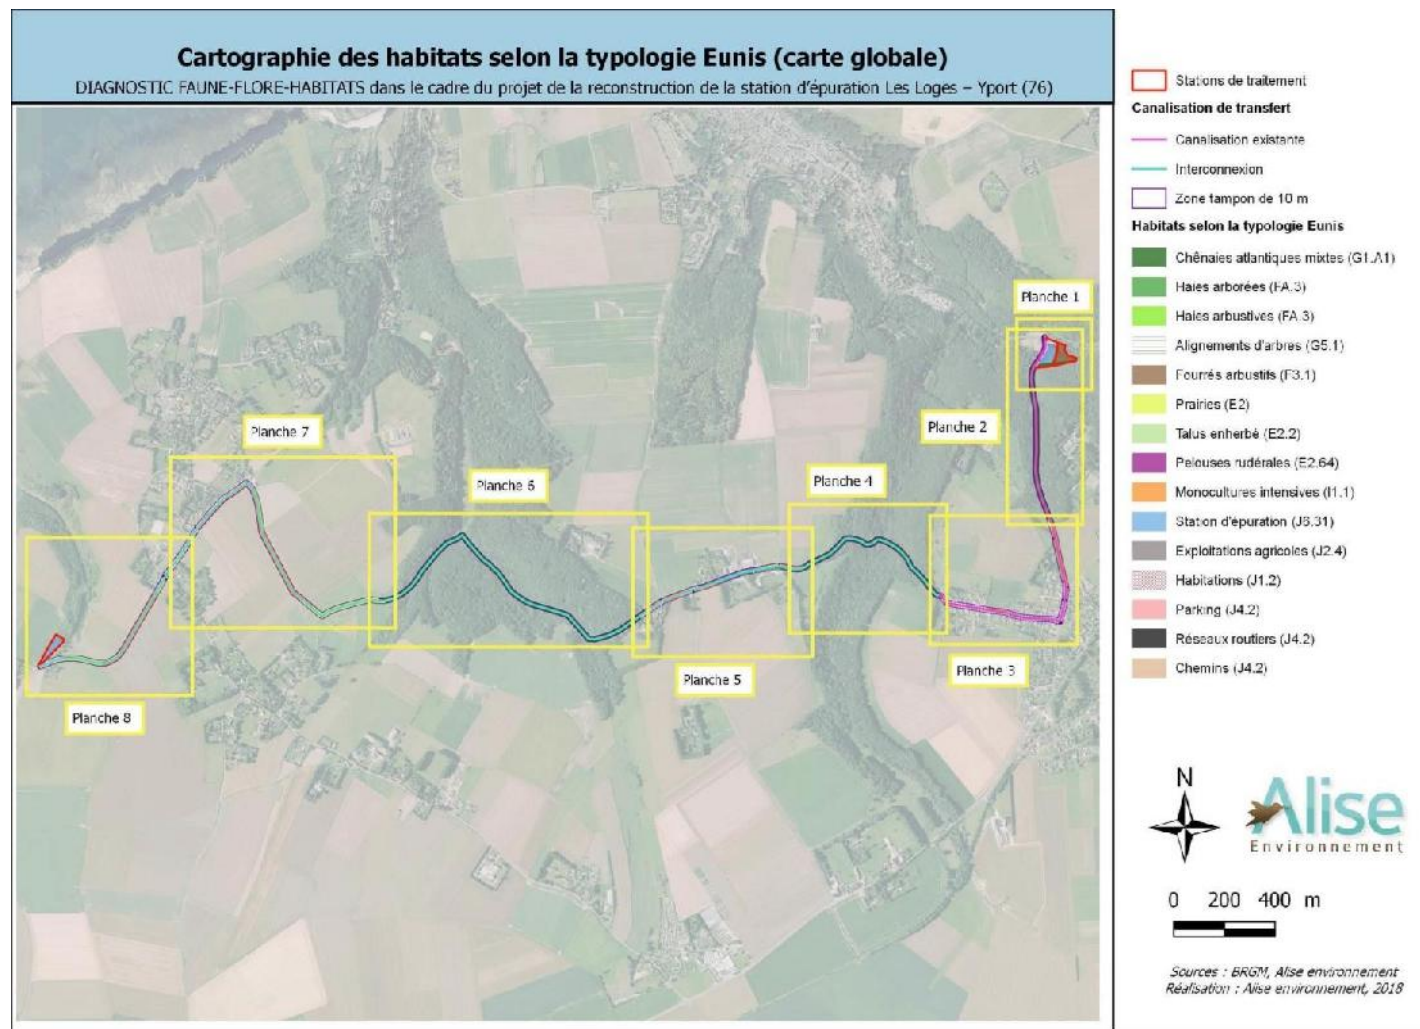 Cartographie des habitats selon la typologie Eunis (carte globale)
DIAGNOSTIC FAUNE-FLORE-HABITATS dans le cadre du projet de la reconstruction de la station d'épuration Les Loges – Yport (76)
Planche 1
Planche 2
Planche 7
Planche 6
Planche 4
Planche 3
Planche 5
Planche 8
Stations de traitement
Canalisation de transfert
Canalisation existante
Interconnexion
Zone tampon de 10 m
Habitats selon la typologie Eunis
Chênaies atlantiques mixtes (G1.A1)
Haies arborées (FA.3)
Haies arbustives (FA.3)
Alignements d'arbres (G5.1)
Fourrés arbustifs (F3.1)
Prairies (E2)
Talus enherbé (E2.2)
Pelouses rudérales (E2.64)
Monocultures intensives (I1.1)
Station d'épuration (J6.31)
Exploitations agricoles (J2.4)
Habitations (J1.2)
Parking (J4.2)
Réseaux routiers (J4.2)
Chemins (J4.2)
N
Alise
Environnement
0 200 400 m
Sources : BRGM, Alise environnement
Réalisation : Alise environnement, 2018